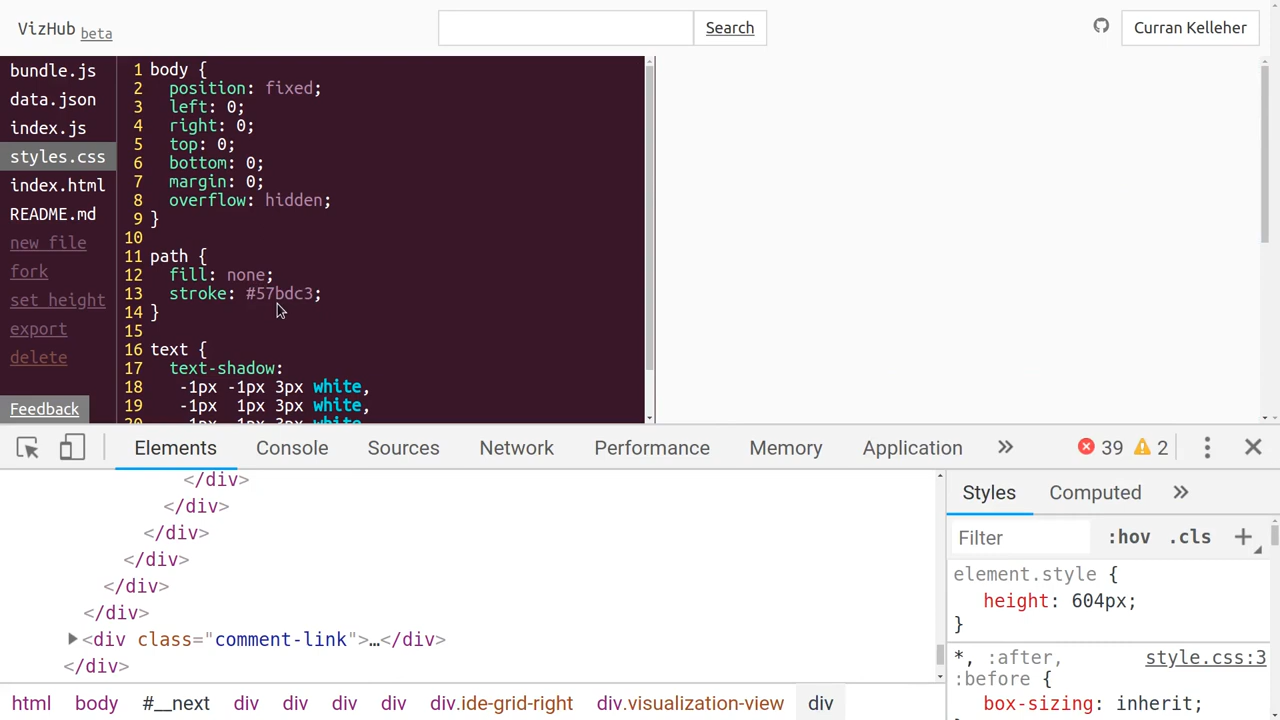 VizHub beta
Search
Curran Kelleher
bundle.js
data.json
index.js
styles.css
index.html
README.md
new file
fork
set height
export
delete
Feedback
1 body {
2 position: fixed;
3 left: 0;
4 right: 0;
5 top: 0;
6 bottom: 0;
7 margin: 0;
8 overflow: hidden;
9 }
10
11 path {
12 fill: none;
13 stroke: #57bdc3;
14 }
15
16 text {
17 text-shadow:
18 -1px -1px 3px white,
19 -1px  1px 3px white,
20 -1px -1px 3px white
Elements Console Sources Network Performance Memory Application » 39 2
</div>
</div>
</div>
</div>
</div>
</div>
<div class="comment-link">…</div>
</div>
html body #__next div div div div div.ide-grid-right div.visualization-view div
Styles Computed »
Filter :hov .cls +
element.style {
height: 604px;
}
*, :after, style.css:3
:before {
box-sizing: inherit;